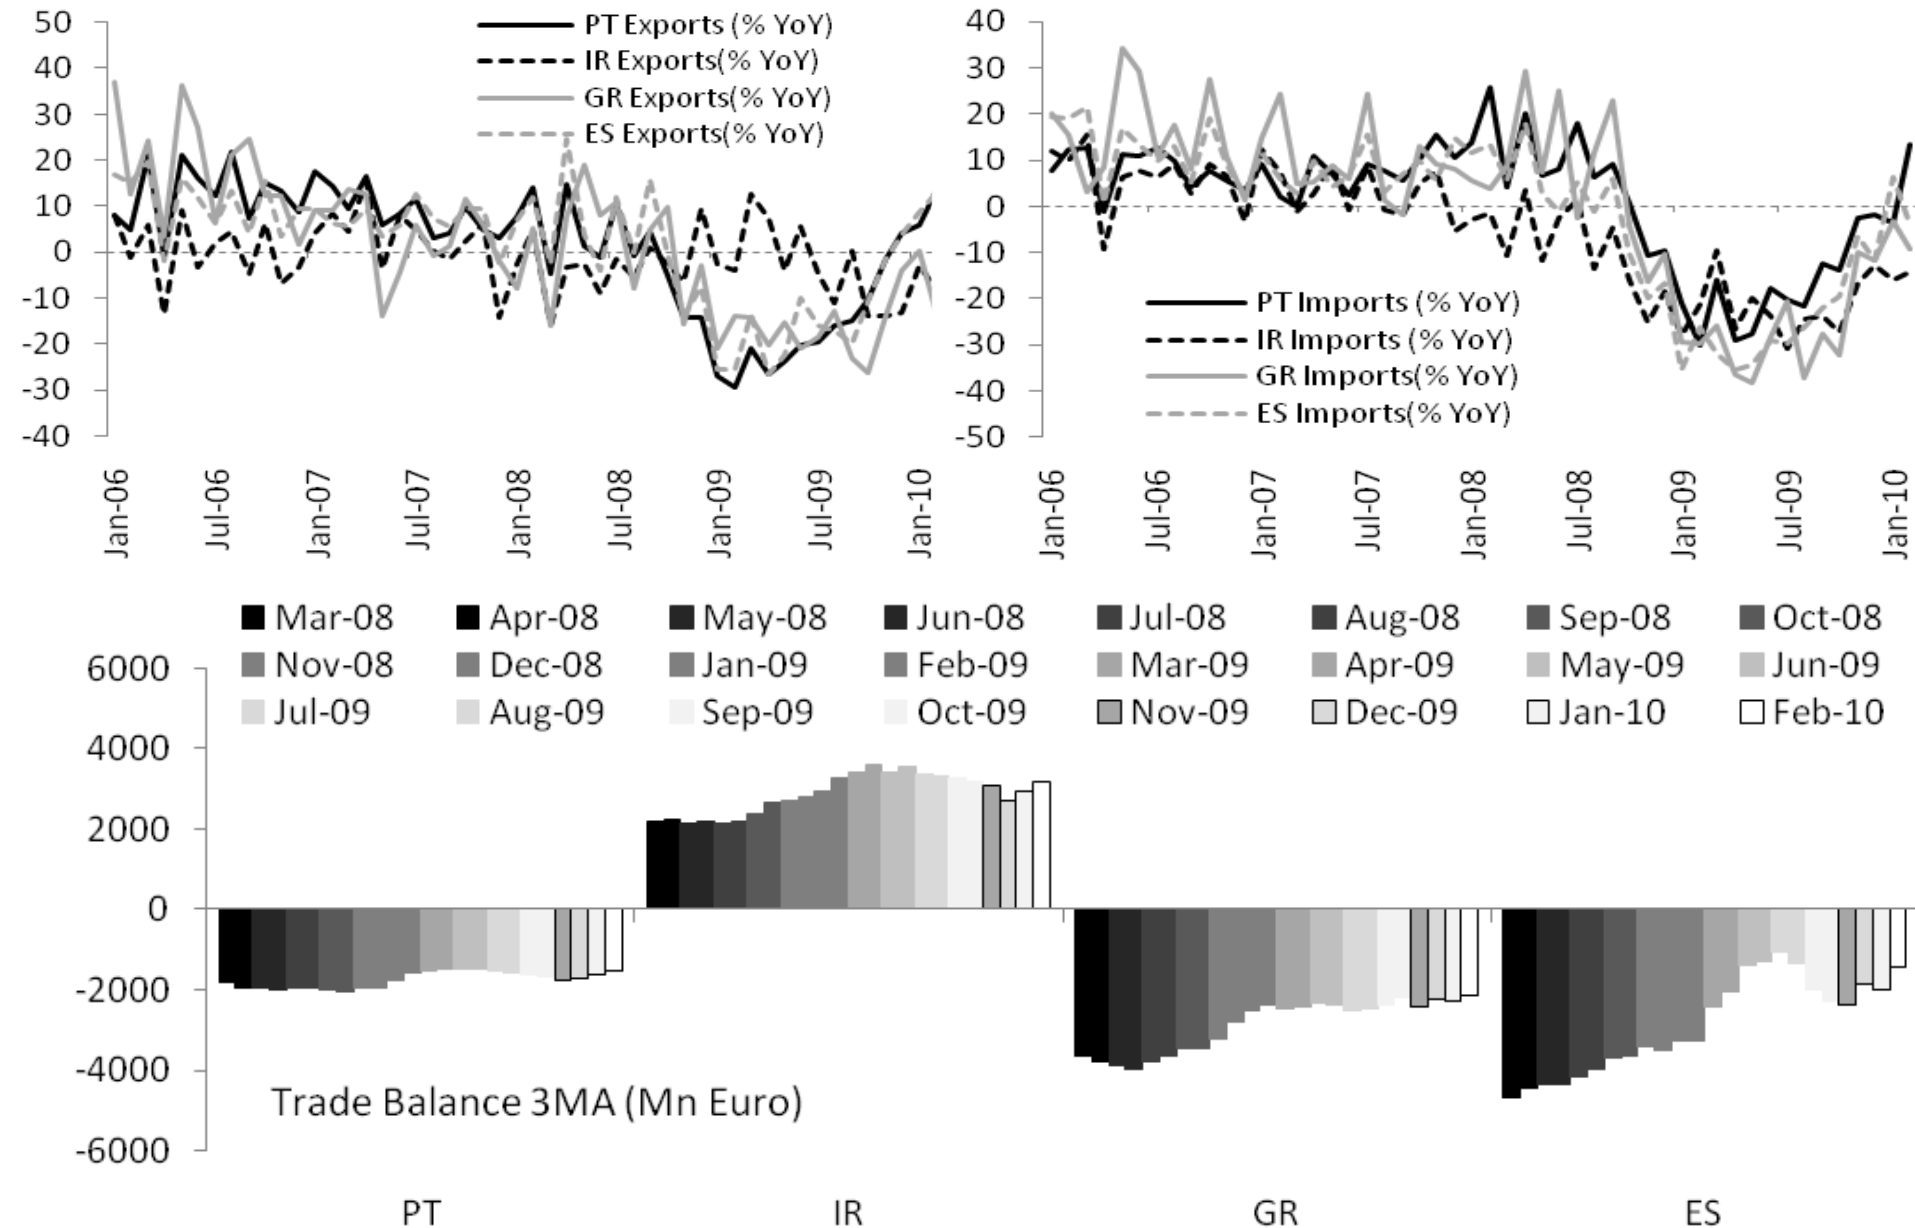 50
40
30
20
10
0
-10
-20
-30
-40
PT Exports (% YoY)
IR Exports(% YoY)
GR Exports(% YoY)
ES Exports(% YoY)
Jan-06
Jul-06
Jan-07
Jul-07
Jan-08
Jul-08
Jan-09
Jul-09
Jan-10
40
30
20
10
0
-10
-20
-30
-40
-50
PT Imports (% YoY)
IR Imports (% YoY)
GR Imports(% YoY)
ES Imports(% YoY)
Jan-06
Jul-06
Jan-07
Jul-07
Jan-08
Jul-08
Jan-09
Jul-09
Jan-10
Mar-08 Apr-08 May-08 Jun-08 Jul-08 Aug-08 Sep-08 Oct-08
Nov-08 Dec-08 Jan-09 Feb-09 Mar-09 Apr-09 May-09 Jun-09
Jul-09 Aug-09 Sep-09 Oct-09 Nov-09 Dec-09 Jan-10 Feb-10
6000
4000
2000
0
-2000
-4000
-6000
Trade Balance 3MA (Mn Euro)
PT IR GR ES